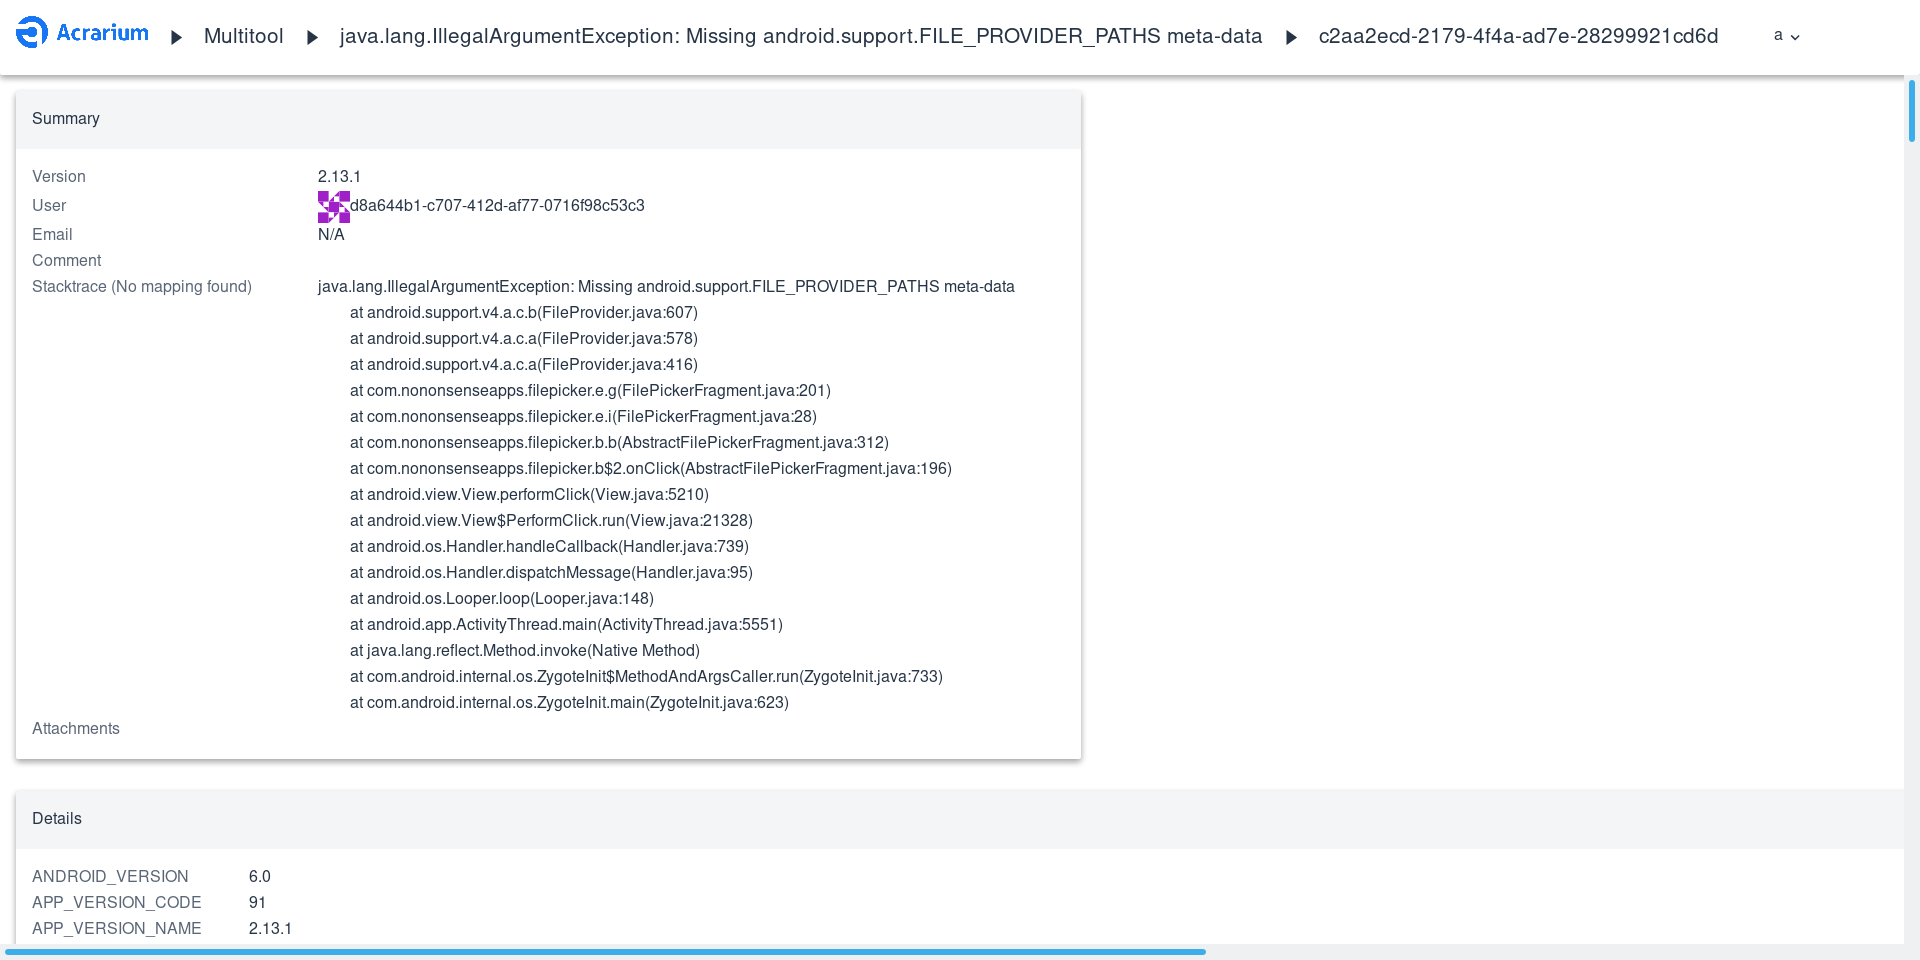 Acrarium Multitool java.lang.IllegalArgumentException: Missing android.support.FILE_PROVIDER_PATHS meta-data c2aa2ecd-2179-4f4a-ad7e-28299921cd6d a
Summary
Version 2.13.1
User d8a644b1-c707-412d-af77-0716f98c53c3
Email N/A
Comment
Stacktrace (No mapping found) java.lang.IllegalArgumentException: Missing android.support.FILE_PROVIDER_PATHS meta-data
at android.support.v4.a.c.b(FileProvider.java:607)
at android.support.v4.a.c.a(FileProvider.java:578)
at android.support.v4.a.c.a(FileProvider.java:416)
at com.nononsenseapps.filepicker.e.g(FilePickerFragment.java:201)
at com.nononsenseapps.filepicker.e.i(FilePickerFragment.java:28)
at com.nononsenseapps.filepicker.b.b(AbstractFilePickerFragment.java:312)
at com.nononsenseapps.filepicker.b$2.onClick(AbstractFilePickerFragment.java:196)
at android.view.View.performClick(View.java:5210)
at android.view.View$PerformClick.run(View.java:21328)
at android.os.Handler.handleCallback(Handler.java:739)
at android.os.Handler.dispatchMessage(Handler.java:95)
at android.os.Looper.loop(Looper.java:148)
at android.app.ActivityThread.main(ActivityThread.java:5551)
at java.lang.reflect.Method.invoke(Native Method)
at com.android.internal.os.ZygoteInit$MethodAndArgsCaller.run(ZygoteInit.java:733)
at com.android.internal.os.ZygoteInit.main(ZygoteInit.java:623)
Attachments
Details
ANDROID_VERSION 6.0
APP_VERSION_CODE 91
APP_VERSION_NAME 2.13.1